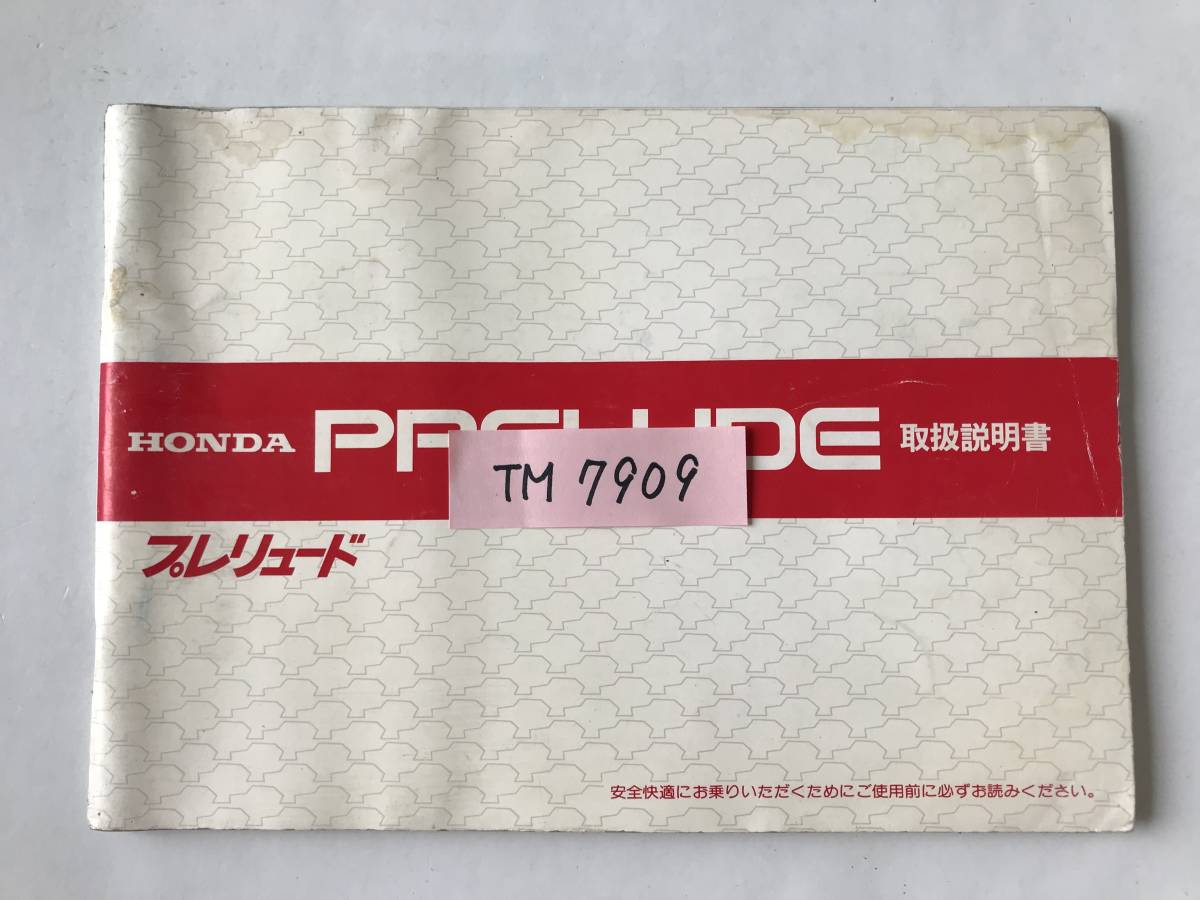 HONDA PRELUDE 取扱説明書
TM 7909
プレリュード
安全快適にお乗りいただくためにご使用前に必ずお読みください。